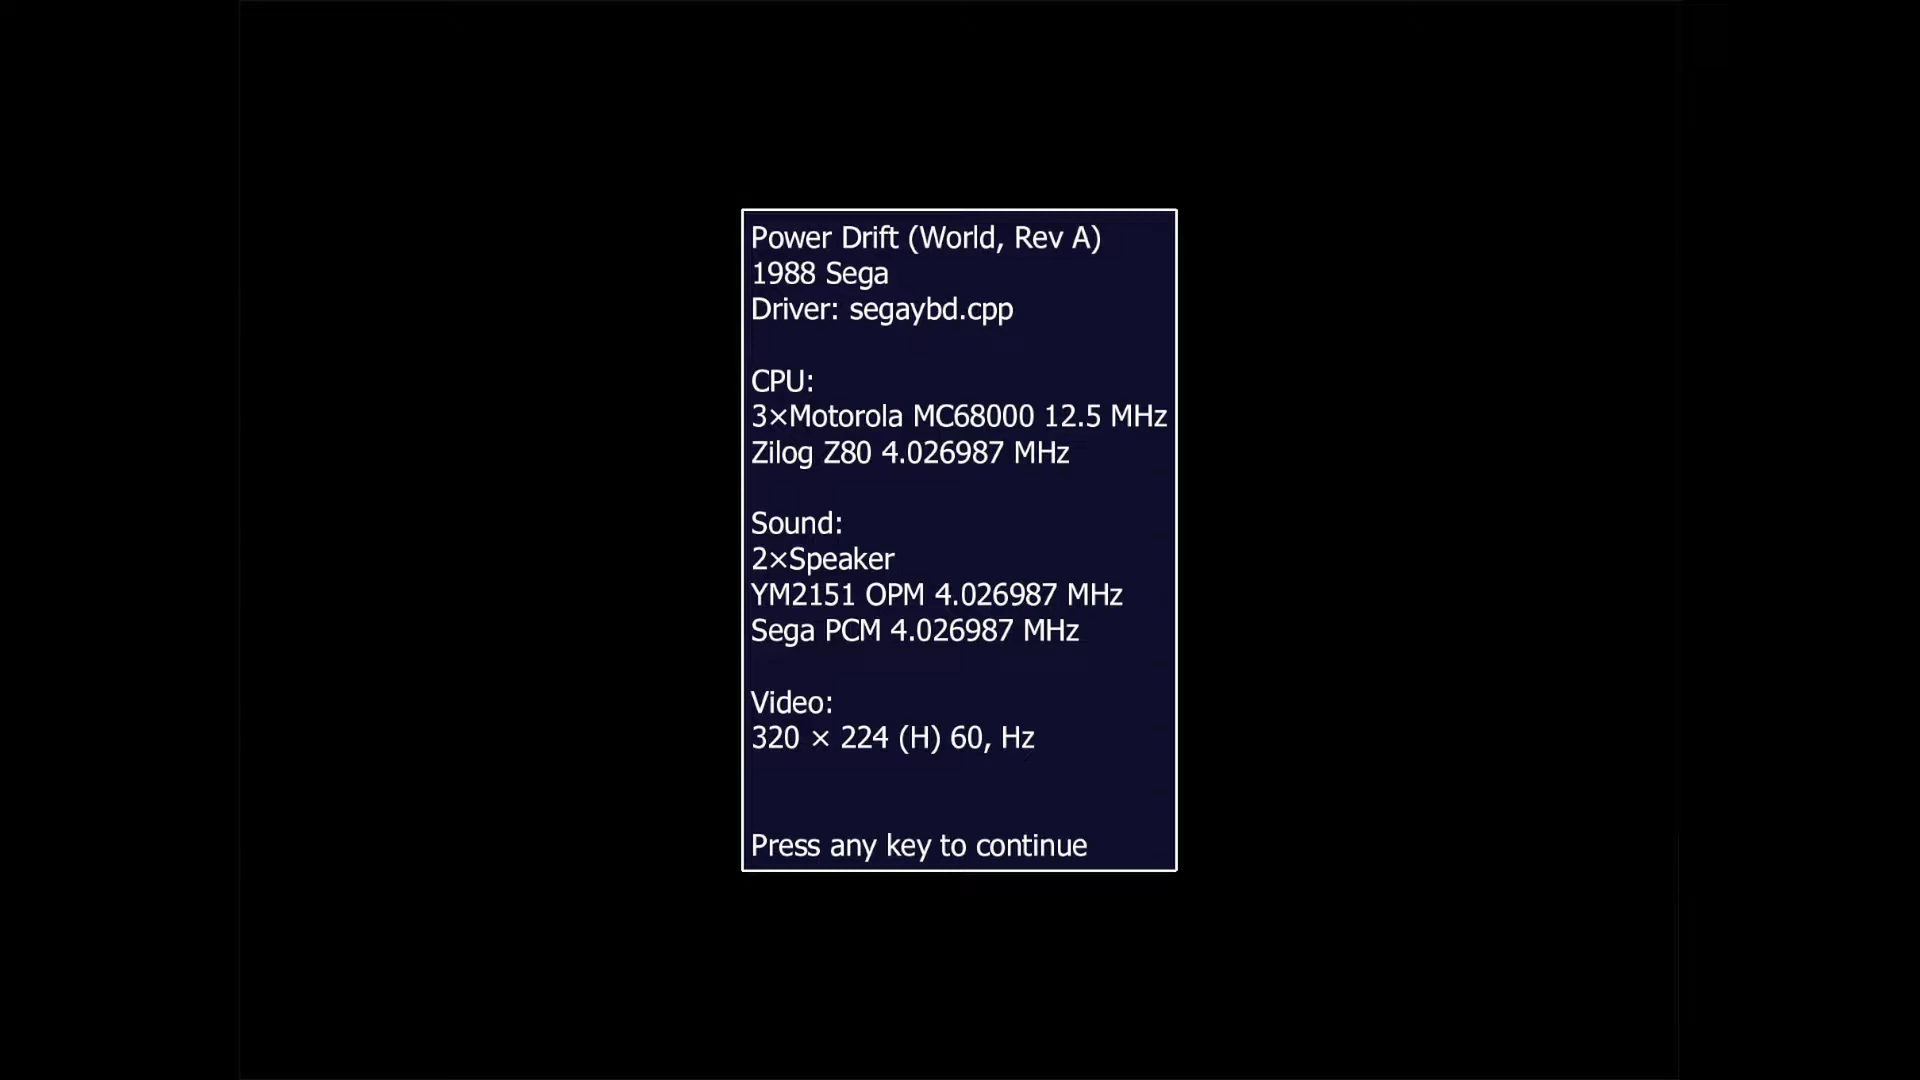 Power Drift (World, Rev A)
1988 Sega
Driver: segaybd.cpp
CPU:
3×Motorola MC68000 12.5 MHz
Zilog Z80 4.026987 MHz
Sound:
2×Speaker
YM2151 OPM 4.026987 MHz
Sega PCM 4.026987 MHz
Video:
320 × 224 (H) 60, Hz
Press any key to continue